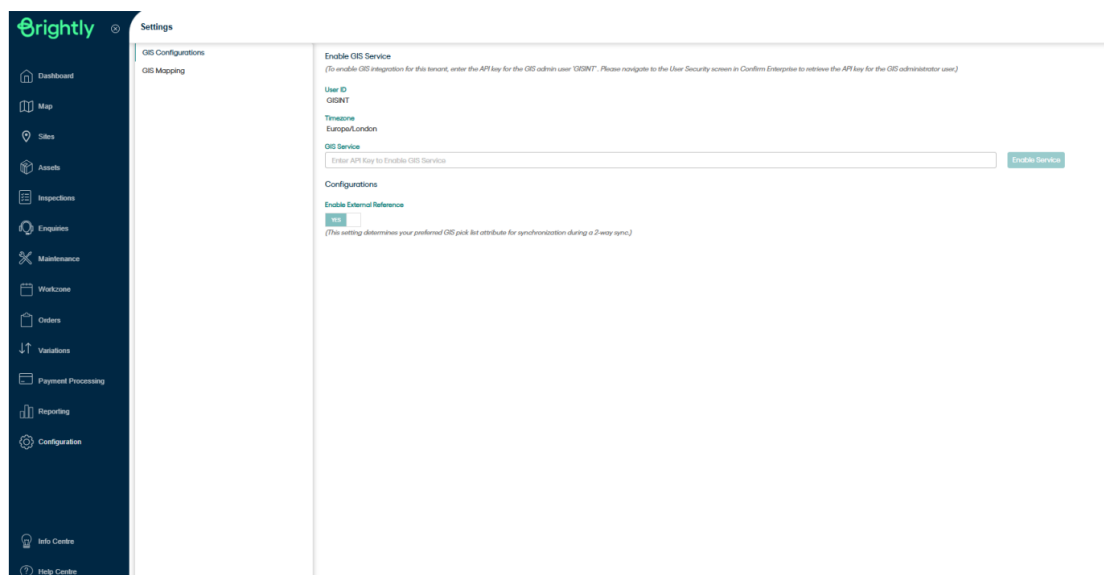 Brightly
Dashboard
Map
Sites
Assets
Inspections
Enquiries
Maintenance
Workzone
Orders
Variations
Payment Processing
Reporting
Configuration
Info Centre
Help Centre
Settings
GIS Configurations
GIS Mapping
Enable GIS Service
(To enable GIS integration for this tenant, enter the API key for the GIS admin user 'GISINT' . Please navigate to the User Security screen in Confirm Enterprise to retrieve the API key for the GIS administrator user.)
User ID
GISINT
Timezone
Europe/London
GIS Service
Enter API Key to Enable GIS Service
Enable Service
Configurations
Enable External Reference
YES
(This setting determines your preferred GIS pick list attribute for synchronization during a 2-way sync.)